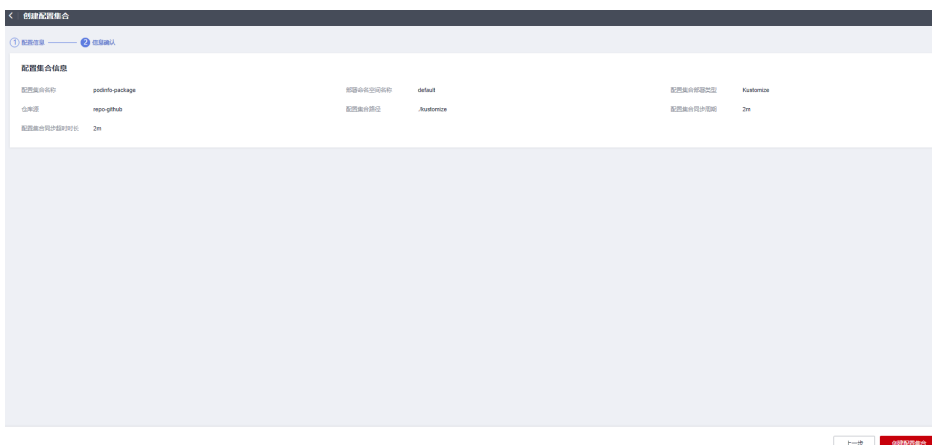 < 创建配置集合
1 配置信息 2 信息确认
配置集合信息
配置集合名称 podinfo-package 部署命名空间名称 default 配置集合部署类型 Kustomize
仓库源 repo-github 配置集合路径 ./kustomize 配置集合同步周期 2m
配置集合同步超时时长 2m
上一步 创建配置集合